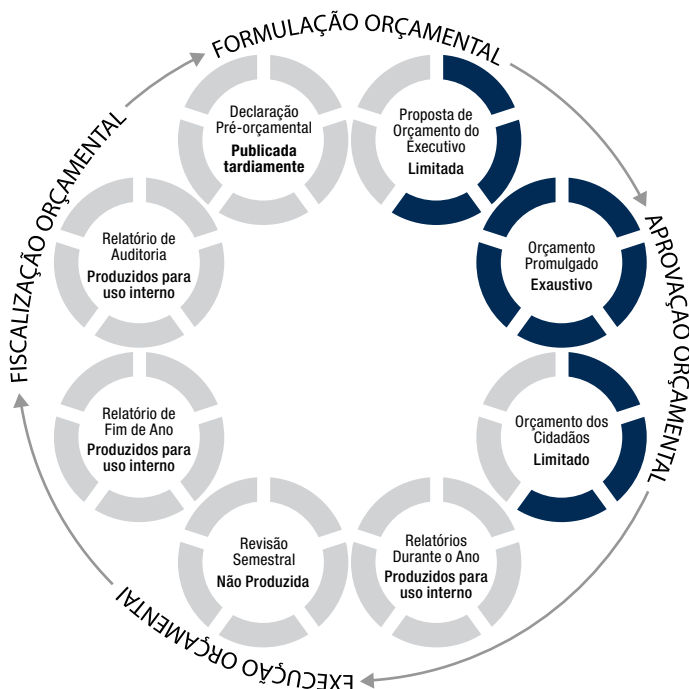 FORMULAÇÃO ORÇAMENTAL
Declaração
Pré-orçamental
Publicada
tardiamente
Proposta de
Orçamento do
Executivo
Limitada
APROVAÇÃO ORÇAMENTAL
Orçamento
Promulgado
Exaustivo
Orçamento dos
Cidadãos
Limitado
Relatórios
Durante o Ano
Produzidos para
uso interno
EXECUÇÃO ORÇAMENTAL
Revisão
Semestral
Não Produzida
Relatório de
Fim de Ano
Produzidos para
uso interno
FISCALIZAÇÃO ORÇAMENTAL
Relatório de
Auditoria
Produzidos para
uso interno